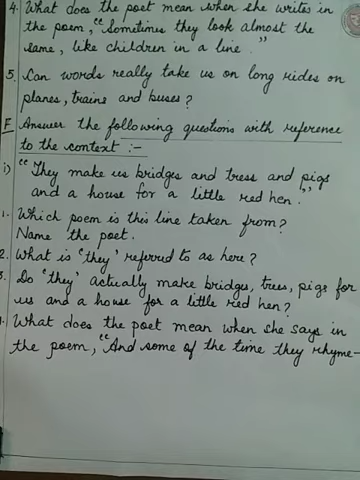 4. What does the poet mean when she writes in
the poem, "Sometimes they look almost the
same, like children in a line."
5. Can words really take us on long rides on
planes, trains and buses?
F Answer the following questions with reference
to the context :-
i) "They make us bridges and tress and pigs
and a house for a little red hen."
1. Which poem is this line taken from?
Name the poet.
2. What is 'they' referred to as here?
3. Do 'they' actually make bridges, trees, pigs for
us and a house for a little red hen?
1. What does the poet mean when she says in
the poem, "And some of the time they rhyme-